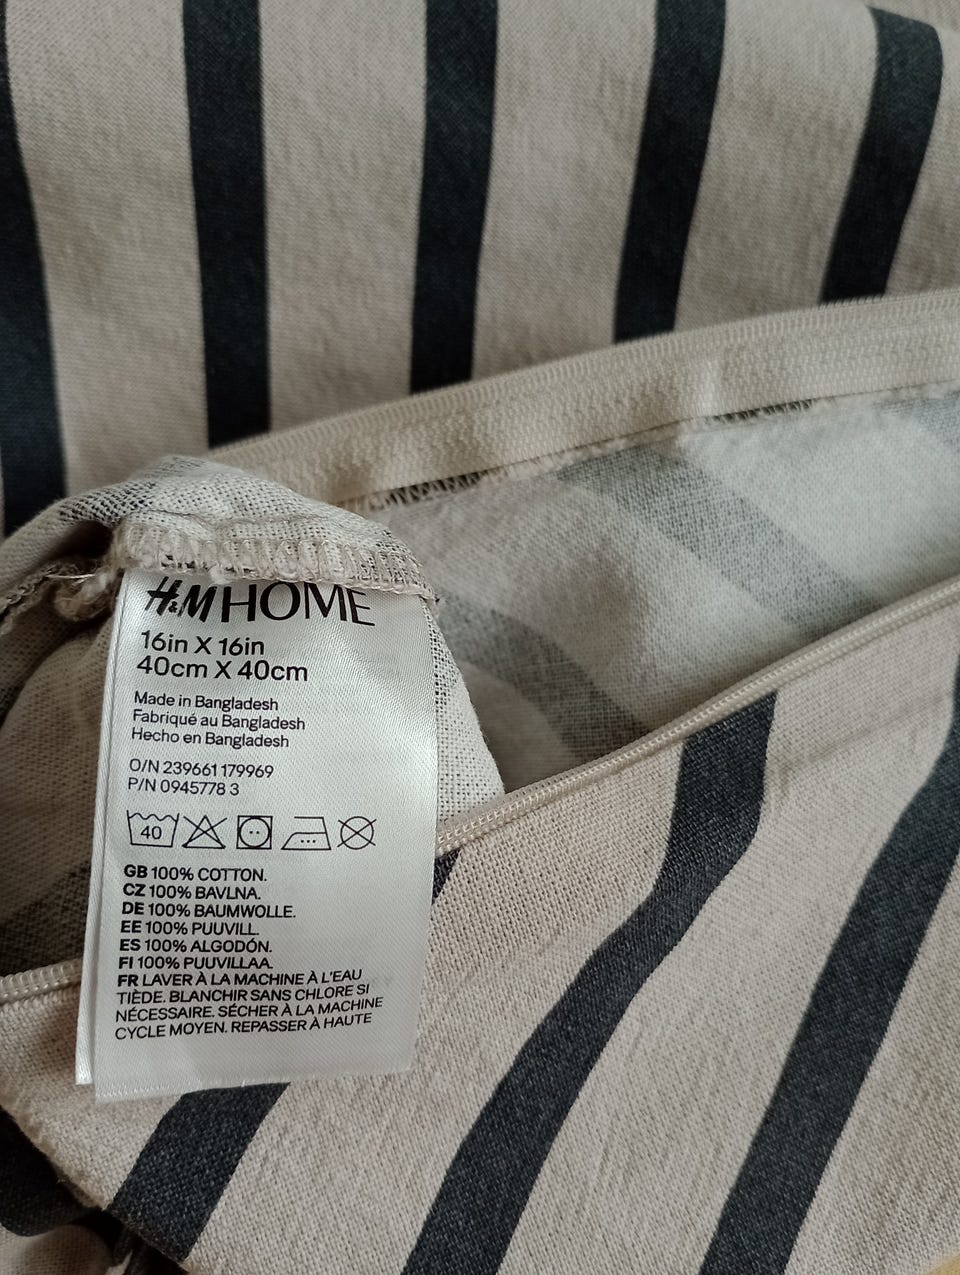 H&M HOME
16in X 16in
40cm X 40cm
Made in Bangladesh
Fabriqué au Bangladesh
Hecho en Bangladesh
O/N 239661 179969
P/N 0945778 3
40
GB 100% COTTON.
CZ 100% BAVLNA.
DE 100% BAUMWOLLE.
EE 100% PUUVILL.
ES 100% ALGODÓN.
FI 100% PUUVILLAA.
FR LAVER À LA MACHINE À L'EAU
TIÈDE. BLANCHIR SANS CHLORE SI
NÉCESSAIRE. SÉCHER À LA MACHINE
CYCLE MOYEN. REPASSER À HAUTE